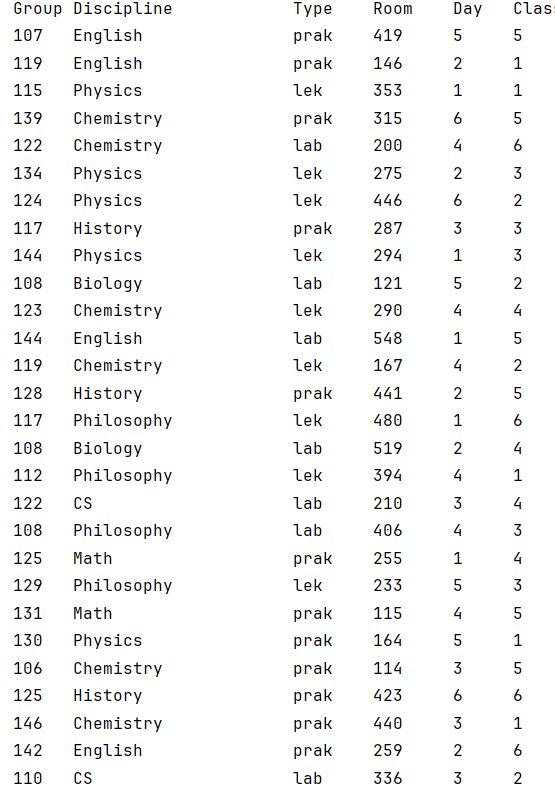 Group Discipline Type Room Day Class
107 English prak 419 5 5
119 English prak 146 2 1
115 Physics lek 353 1 1
139 Chemistry prak 315 6 5
122 Chemistry lab 200 4 6
134 Physics lek 275 2 3
124 Physics lek 446 6 2
117 History prak 287 3 3
144 Physics lek 294 1 3
108 Biology lab 121 5 2
123 Chemistry lek 290 4 4
144 English lab 548 1 5
119 Chemistry lek 167 4 2
128 History prak 441 2 5
117 Philosophy lek 480 1 6
108 Biology lab 519 2 4
112 Philosophy lek 394 4 1
122 CS lab 210 3 4
108 Philosophy lab 406 4 3
125 Math prak 255 1 4
129 Philosophy lek 233 5 3
131 Math prak 115 4 5
130 Physics prak 164 5 1
106 Chemistry prak 114 3 5
125 History prak 423 6 6
146 Chemistry prak 440 3 1
142 English prak 259 2 6
110 CS lab 336 3 2